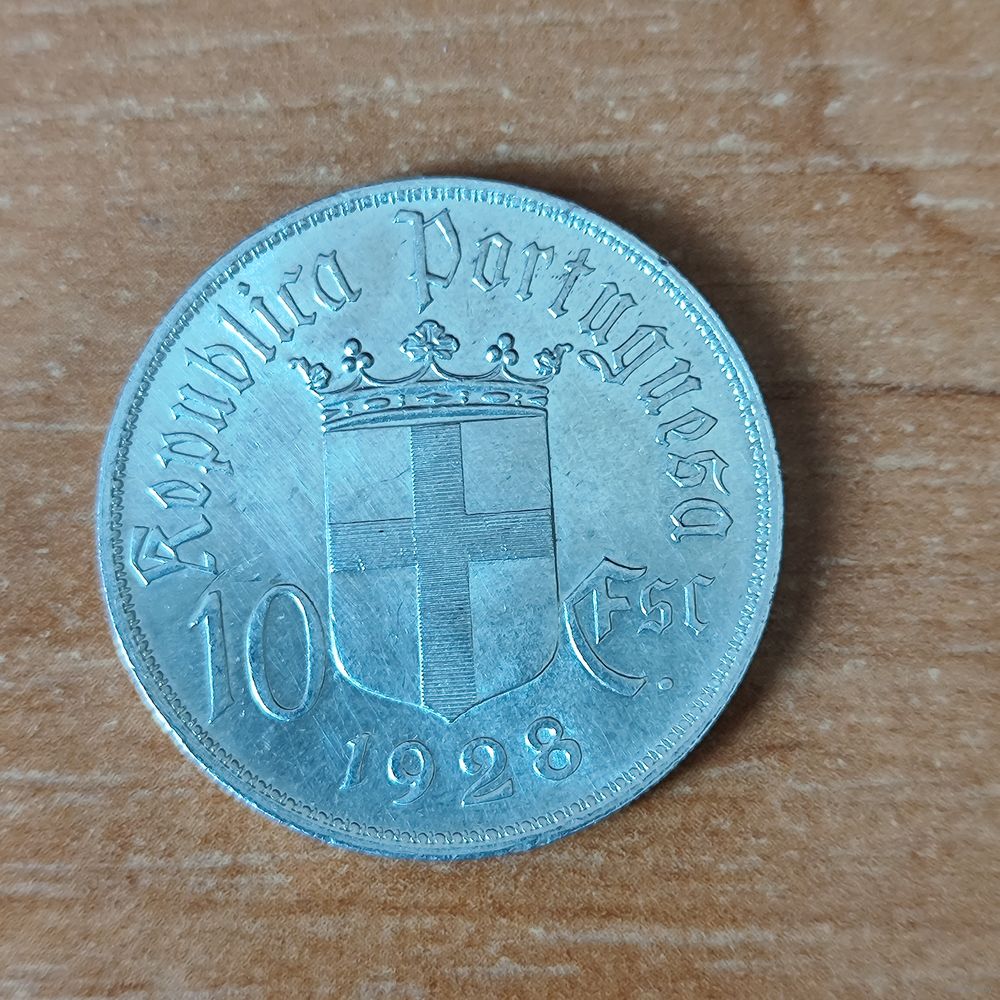 Republica Portuguesa
10 Esc.
1928